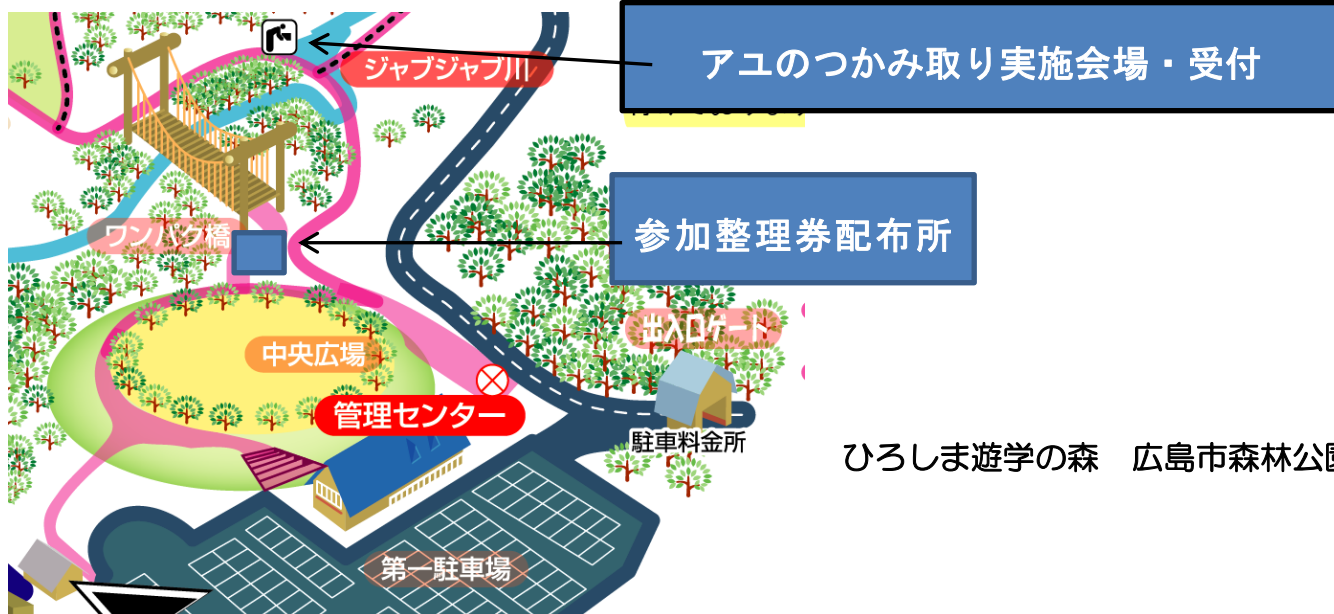 アユのつかみ取り実施会場・受付
ジャブジャブ川
参加整理券配布所
ワンパク橋
出入口ゲート
中央広場
管理センター
駐車料金所
ひろしま遊学の森　広島市森林公園
第一駐車場